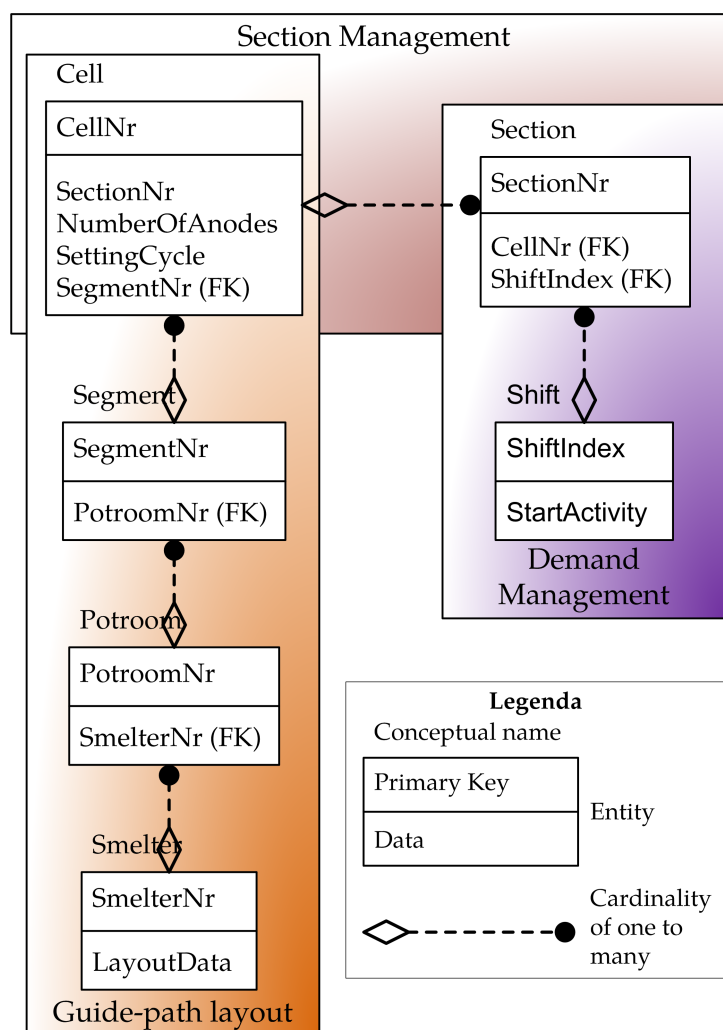 Section Management
Cell
CellNr
SectionNr
NumberOfAnodes
SettingCycle
SegmentNr (FK)
Section
SectionNr
CellNr (FK)
ShiftIndex (FK)
Segment
SegmentNr
PotroomNr (FK)
Shift
ShiftIndex
StartActivity
Demand
Management
Potroom
PotroomNr
SmelterNr (FK)
Smelter
SmelterNr
LayoutData
Guide-path layout
Legenda
Conceptual name
Primary Key
Data
Entity
Cardinality
of one to
many